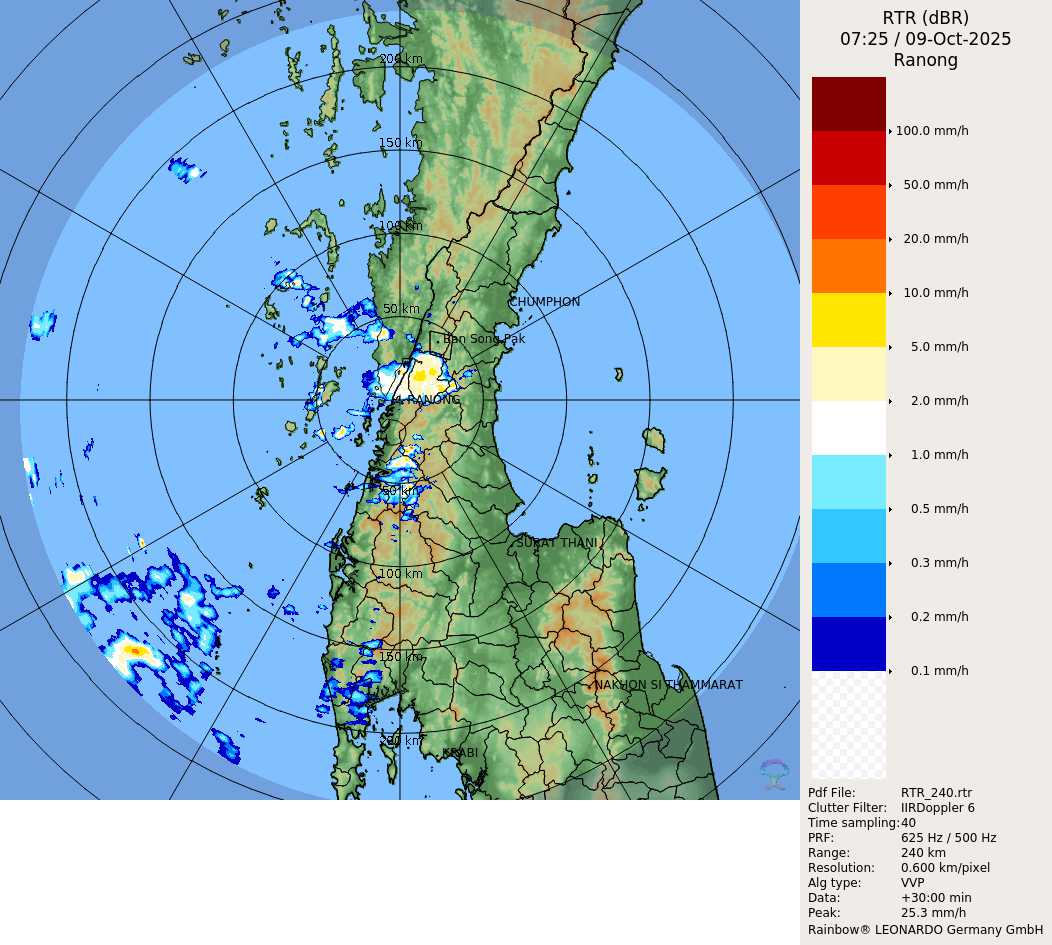 RTR (dBR)
07:25 / 09-Oct-2025
Ranong
200 km
150 km
100 km
50 km
CHUMPHON
Ban Song Pak
RANONG
50 km
SURAT THANI
100 km
150 km
NAKHON SI THAMMARAT
200 km
KRABI
100.0 mm/h
50.0 mm/h
20.0 mm/h
10.0 mm/h
5.0 mm/h
2.0 mm/h
1.0 mm/h
0.5 mm/h
0.3 mm/h
0.2 mm/h
0.1 mm/h
Pdf File: RTR_240.rtr
Clutter Filter: IIRDoppler 6
Time sampling: 40
PRF: 625 Hz / 500 Hz
Range: 240 km
Resolution: 0.600 km/pixel
Alg type: VVP
Data: +30:00 min
Peak: 25.3 mm/h
Rainbow® LEONARDO Germany GmbH